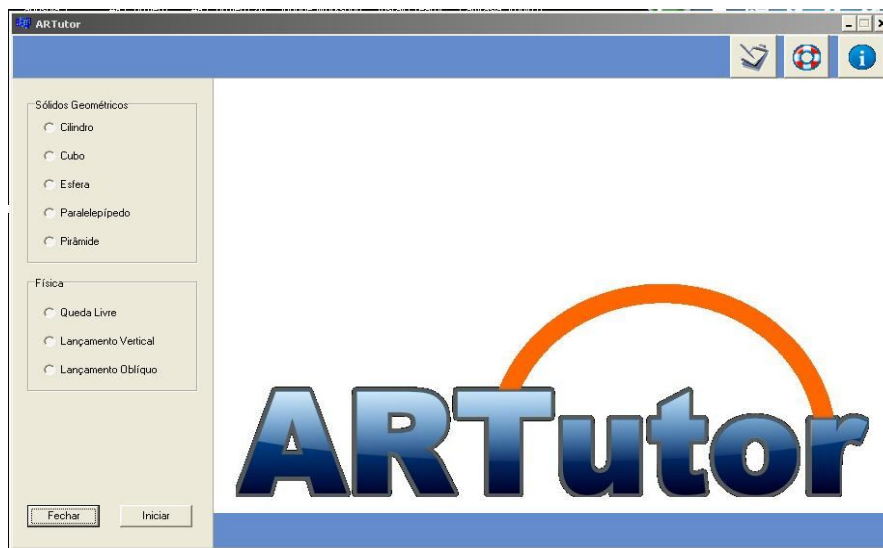 ARTutor
Sólidos Geométricos
Cilindro
Cubo
Esfera
Paralelepípedo
Pirâmide
Física
Queda Livre
Lançamento Vertical
Lançamento Oblíquo
Fechar
Iniciar
ARTutor